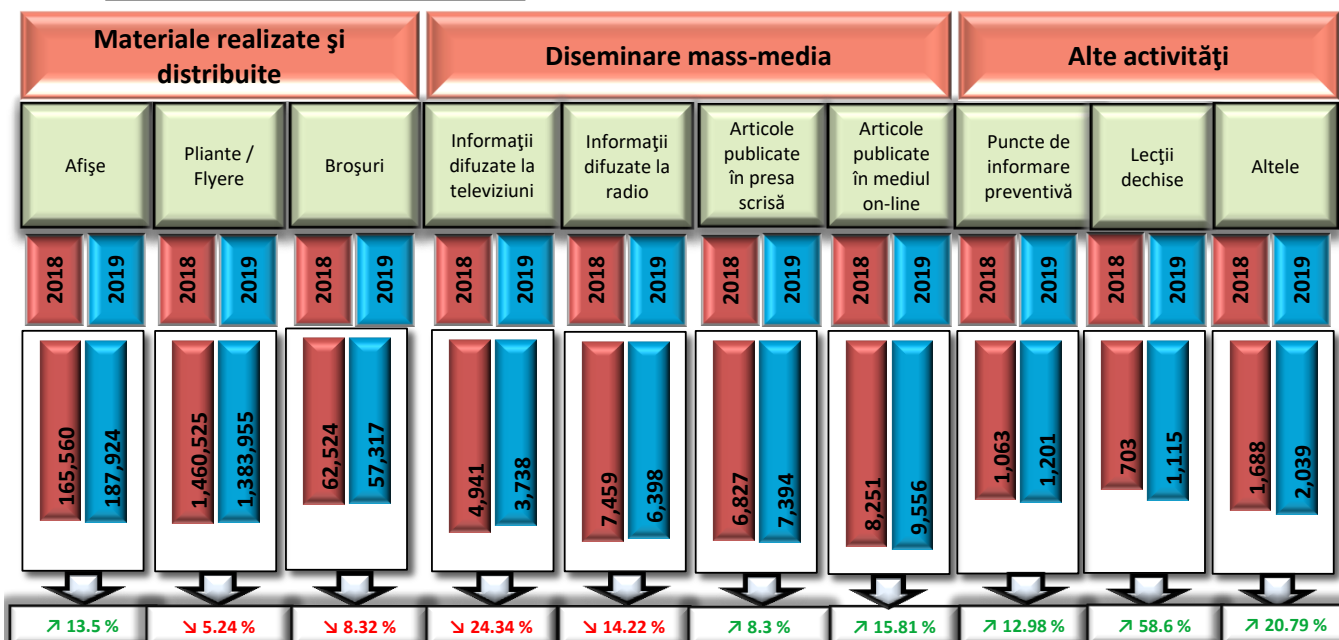 Materiale realizate şi
distribuite
Diseminare mass-media
Alte activităţi
Afişe
Pliante /
Flyere
Broşuri
Informaţii
difuzate la
televiziuni
Informaţii
difuzate la
radio
Articole
publicate
în presa
scrisă
Articole
publicate
în mediul
on-line
Puncte de
informare
preventivă
Lecţii
dechise
Altele
2018
2019
2018
2019
2018
2019
2018
2019
2018
2019
2018
2019
2018
2019
2018
2019
2018
2019
2018
2019
165,560
187,924
1,460,525
1,383,955
62,524
57,317
4,941
3,738
7,459
6,398
6,827
7,394
8,251
9,556
1,063
1,201
703
1,115
1,688
2,039
↗ 13.5 %
↘ 5.24 %
↘ 8.32 %
↘ 24.34 %
↘ 14.22 %
↗ 8.3 %
↗ 15.81 %
↗ 12.98 %
↗ 58.6 %
↗ 20.79 %